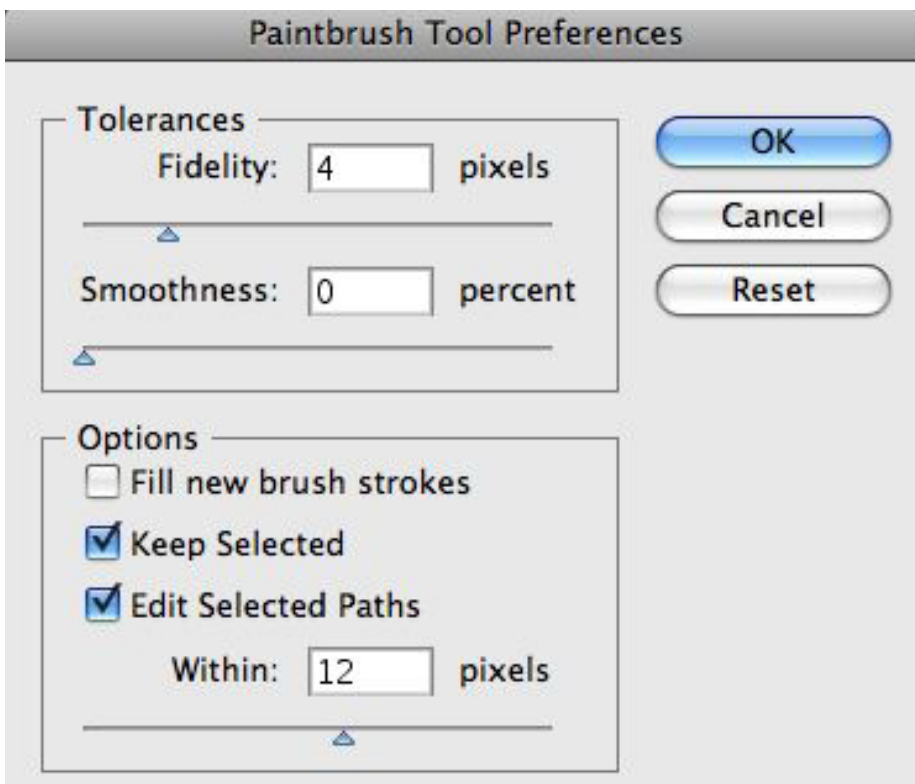 Paintbrush Tool Preferences
Tolerances
Fidelity: 4 pixels
Smoothness: 0 percent
OK
Cancel
Reset
Options
Fill new brush strokes
Keep Selected
Edit Selected Paths
Within: 12 pixels